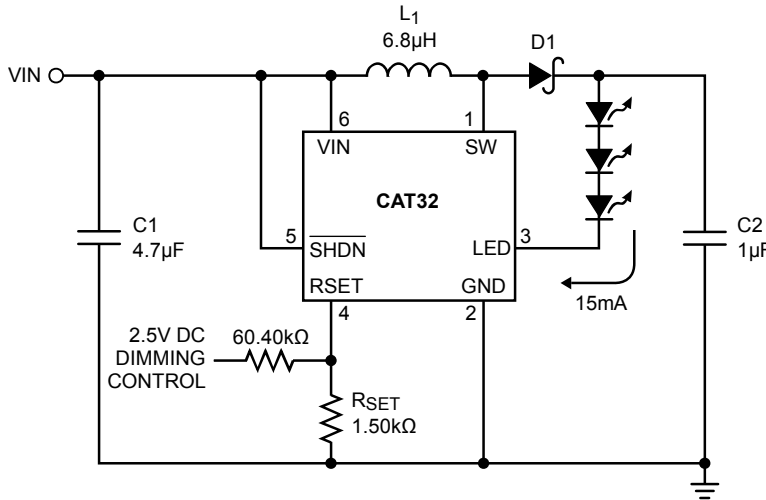 L1
6.8μH
D1
VIN
6
1
VIN
SW
CAT32
C1
4.7μF
5
SHDN
LED
3
C2
1μF
RSET
GND
4
2
15mA
2.5V DC
DIMMING
CONTROL
60.40kΩ
RSET
1.50kΩ